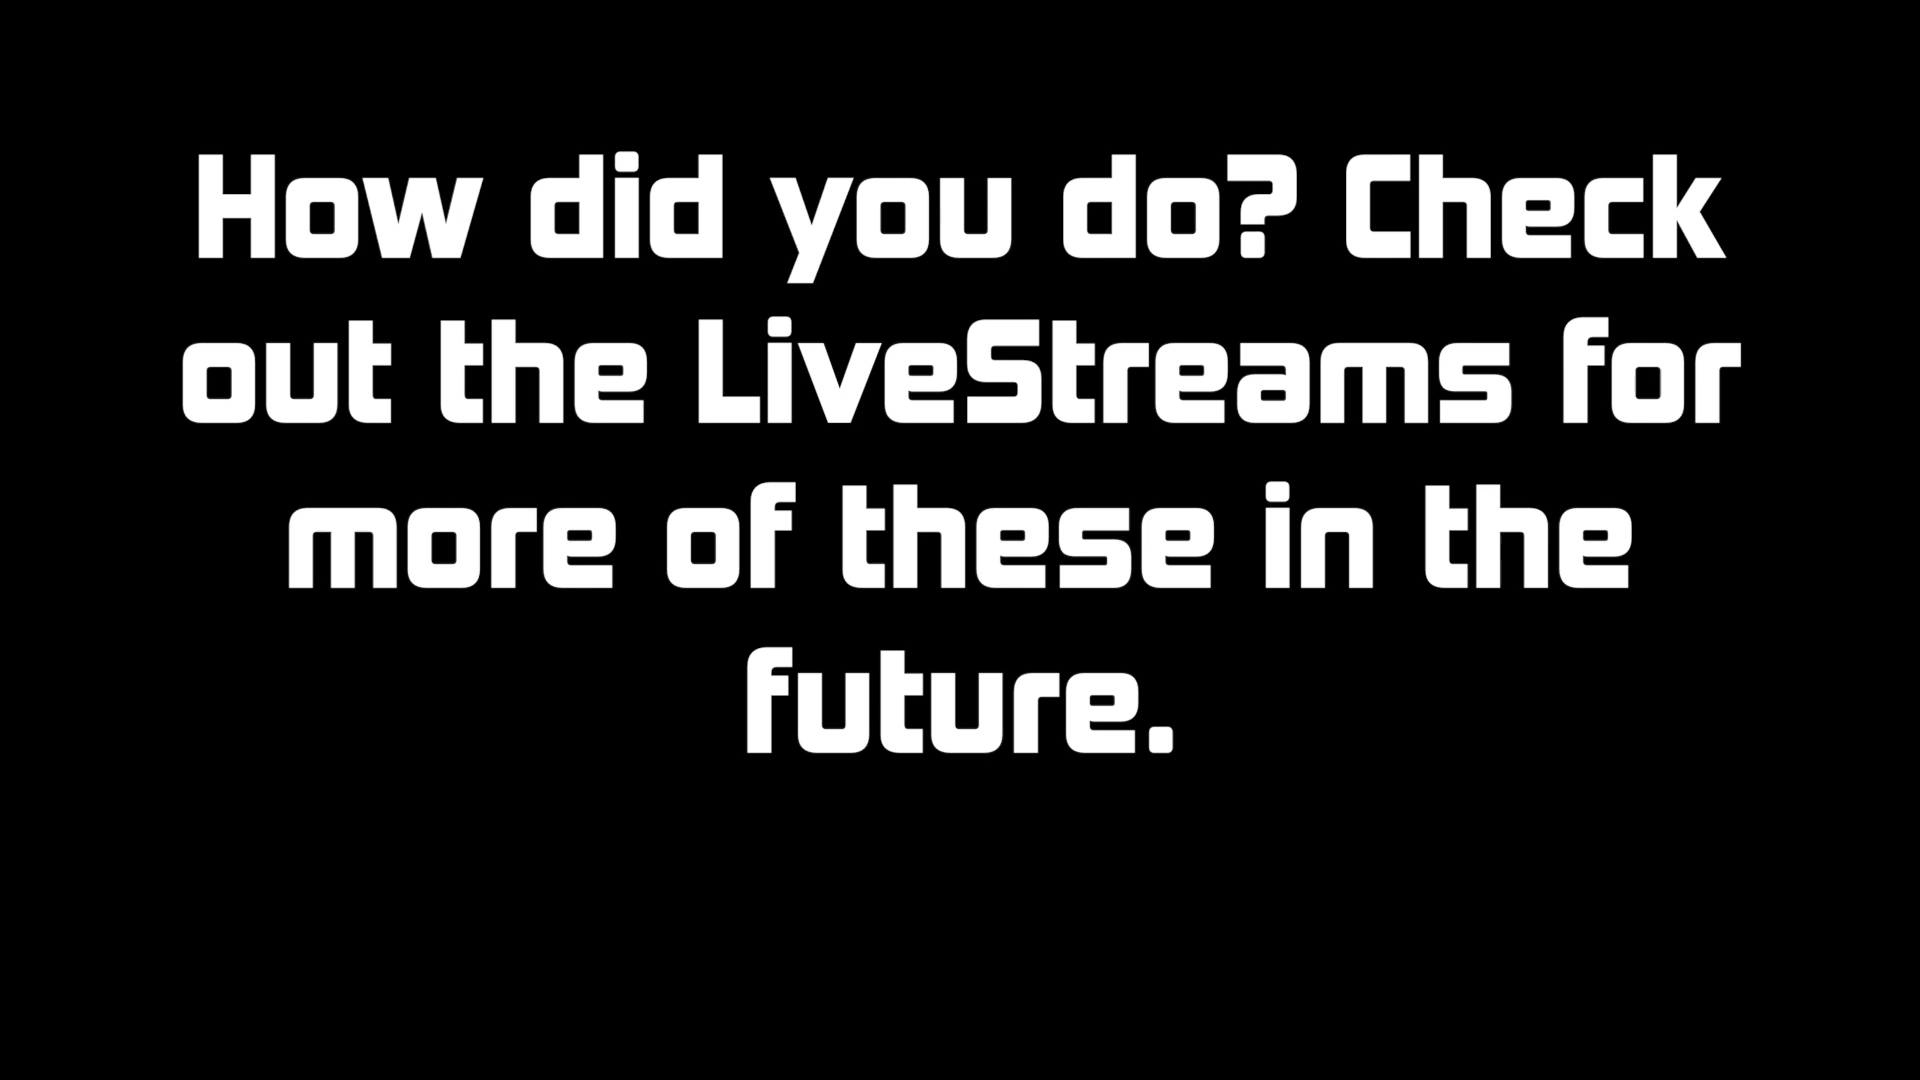 How did you do? Check
out the LiveStreams for
more of these in the
future.